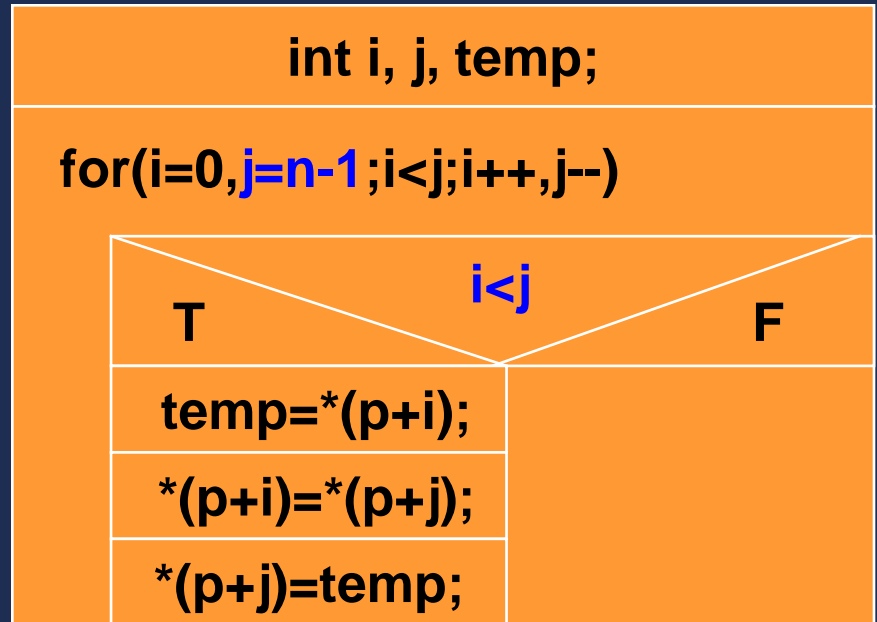 int i, j, temp;
for(i=0,j=n-1;i<j;i++,j--)
i<j
T
F
temp=*(p+i);
*(p+i)=*(p+j);
*(p+j)=temp;